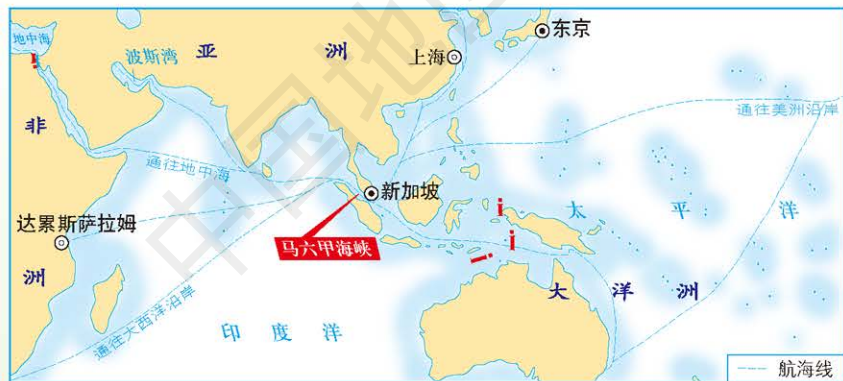 地中海
波斯湾
亚洲
上海
东京
非洲
通往地中海
通往美洲沿岸
新加坡
太平洋
达累斯萨拉姆
马六甲海峡
大洋洲
通往大西洋沿岸
印度洋
航海线
中国地